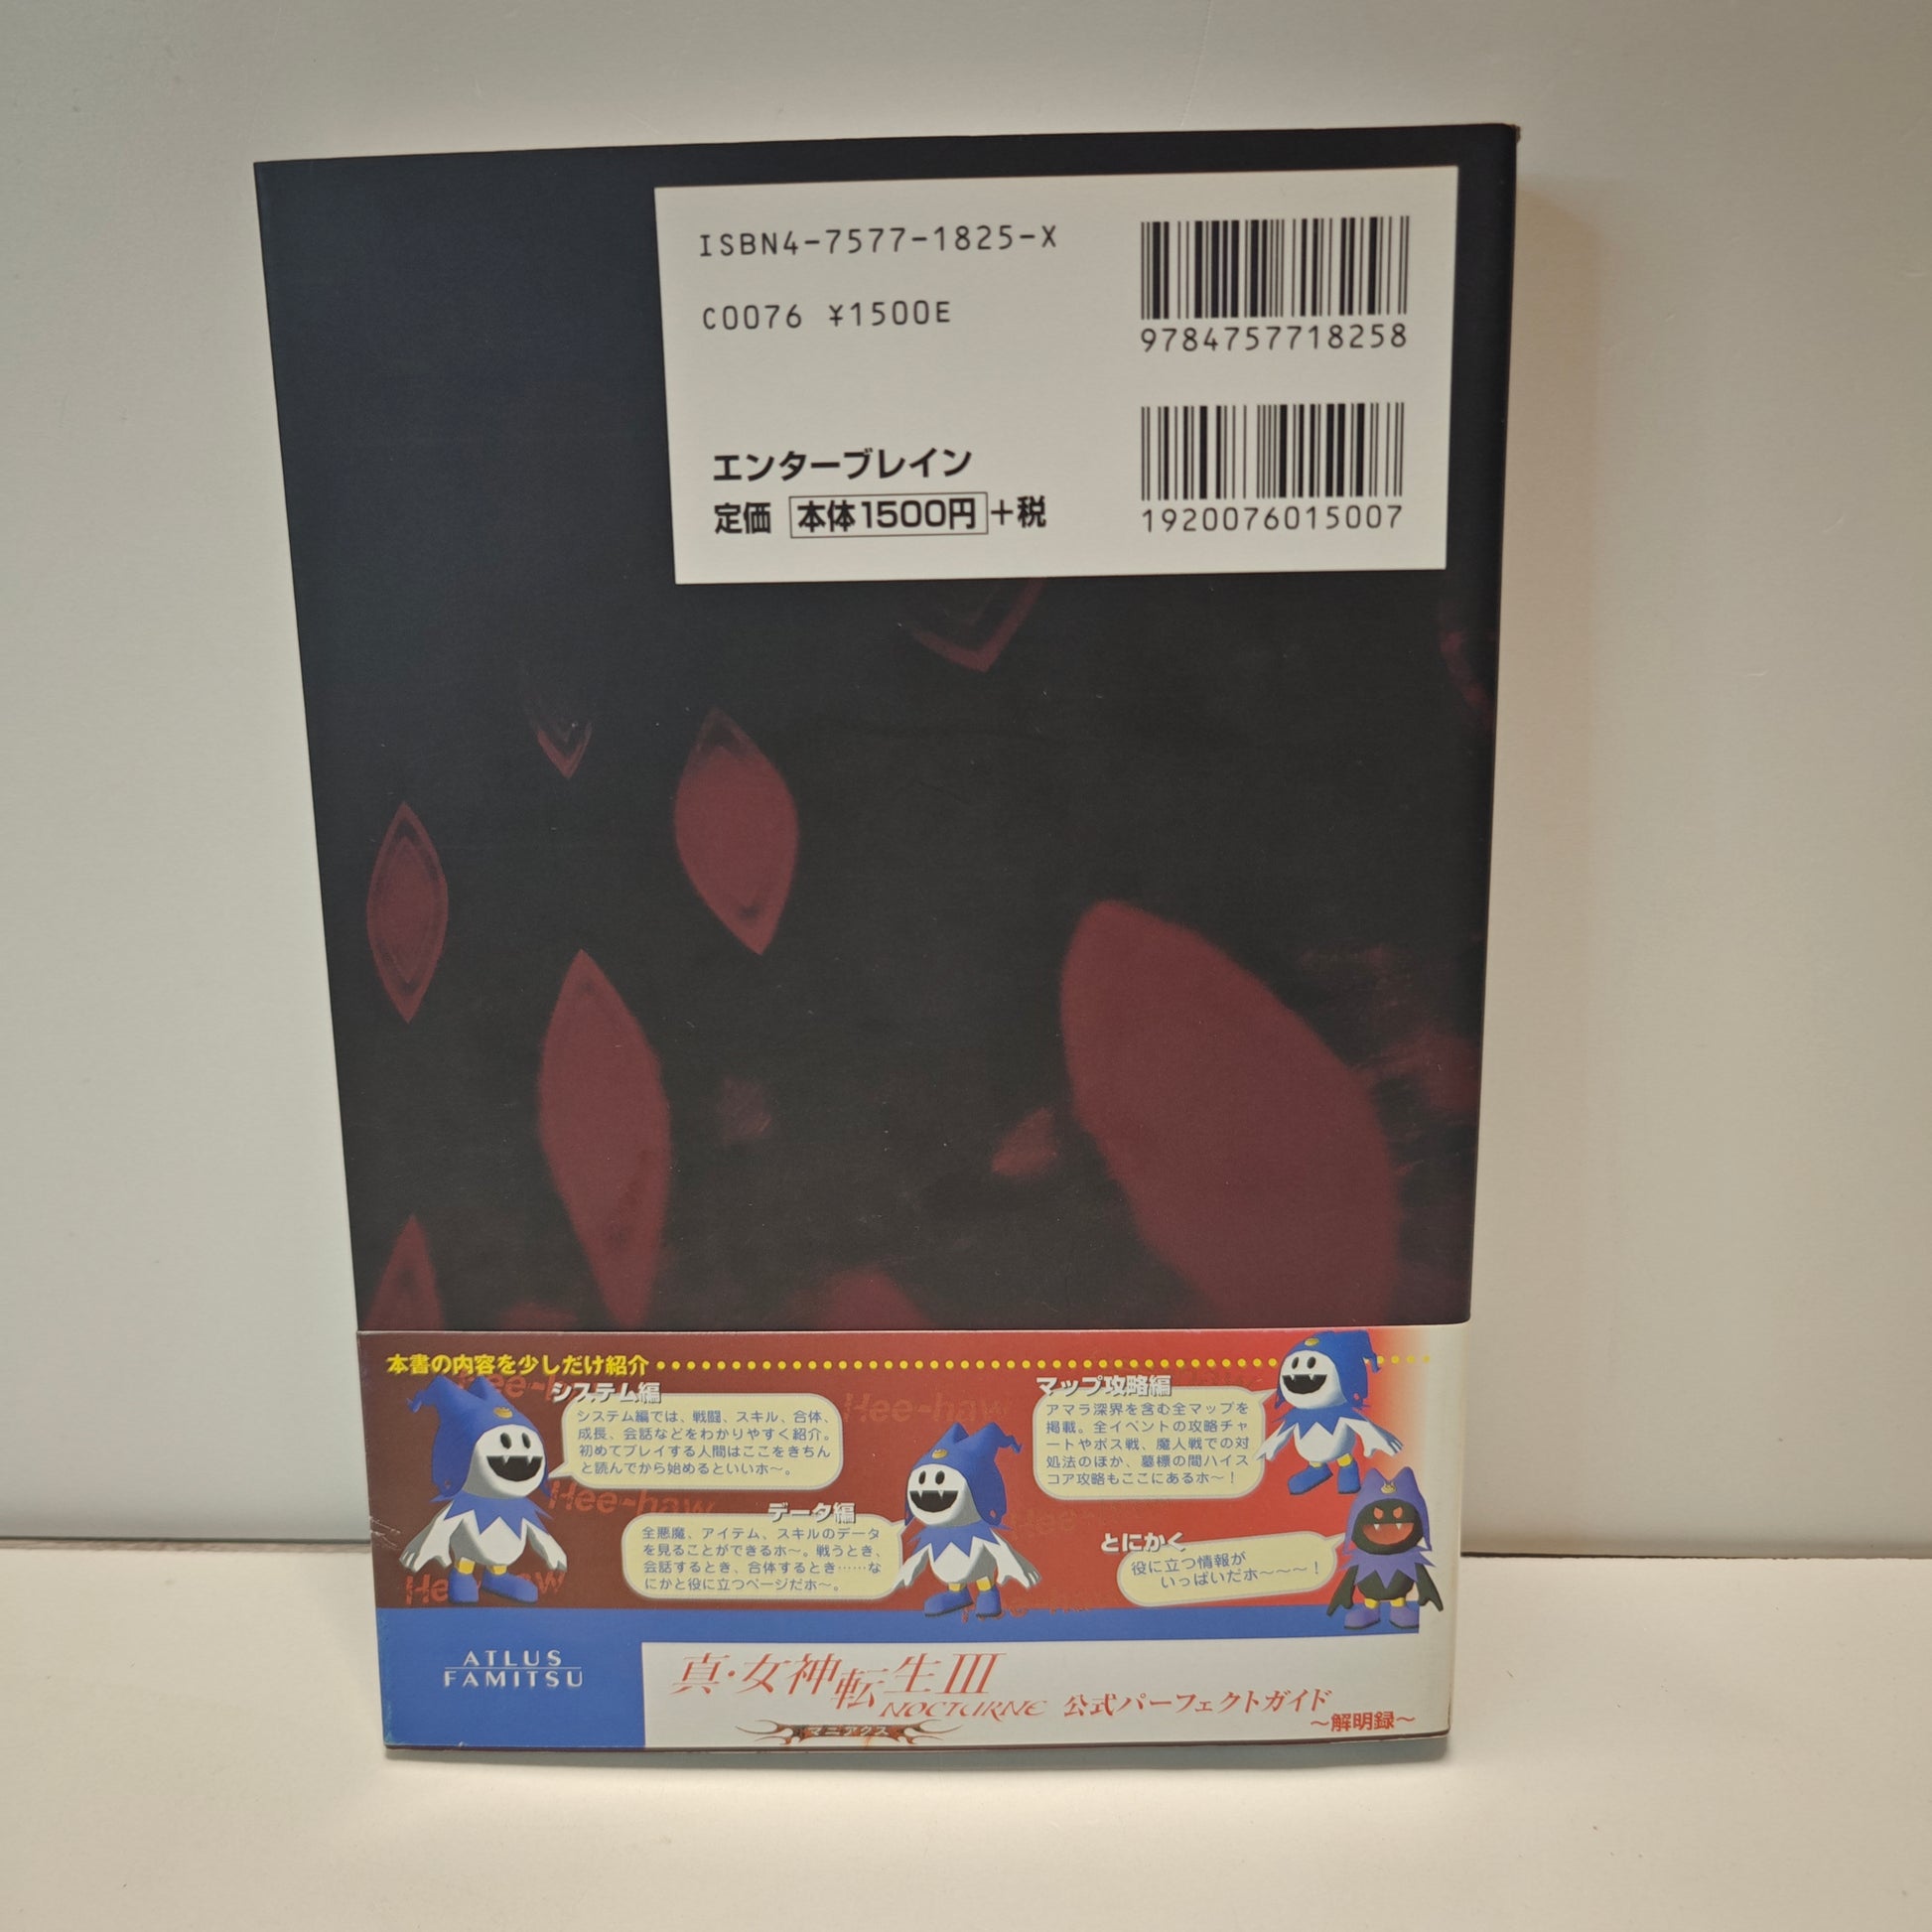 ISBN4-7577-1825-X
C0076 ¥1500E
9784757718258
エンターブレイン
定価 本体1500円+税
1920076015007
本書の内容を少しだけ紹介
システム編
システム編では、戦闘、スキル、合体、
成長、会話などをわかりやすく紹介。
初めてプレイする人間はここをきちん
と読んでから始めるといいホ〜。
マップ攻略編
アマラ深界を含む全マップを
掲載。全イベントの攻略チャ
ートやボス戦、魔人戦での対
処法のほか、墓標の間ハイス
コア攻略もここにあるホ〜!
データ編
全悪魔、アイテム、スキルのデータ
を見ることができるホ〜。戦うとき、
会話するとき、合体するとき……な
にかと役に立つページだホ〜。
とにかく
役に立つ情報が
いっぱいだホ〜〜〜!
Hee-haw
Hee-haw
Hee-haw
ATLUS
FAMITSU
真・女神転生III
NOCTURNE
マニアクス
公式パーフェクトガイド
〜解明録〜